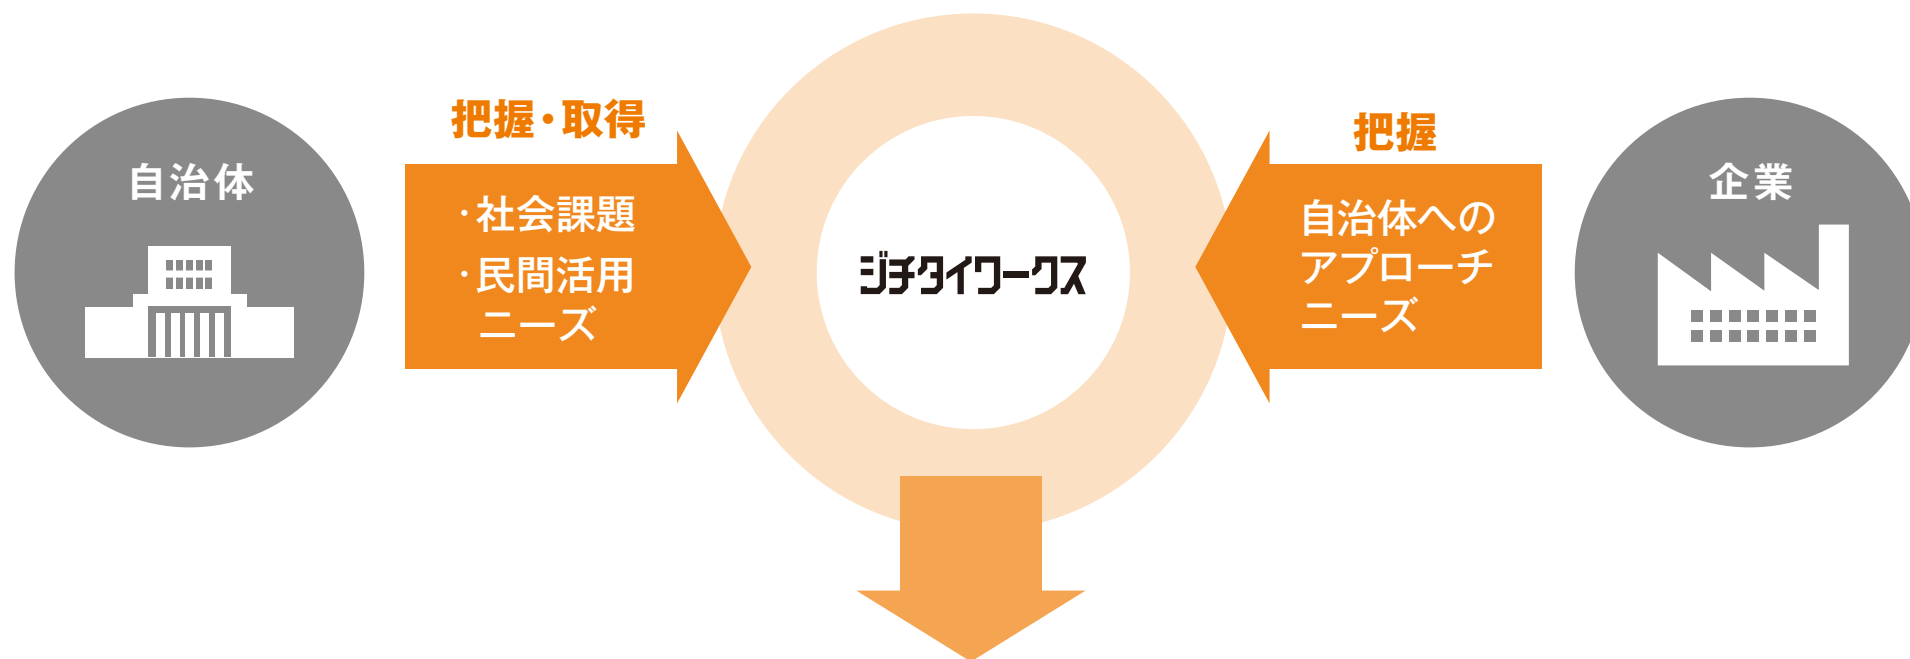 自治体
把握・取得
・社会課題
・民間活用
ニーズ
ジチタイワークス
把握
自治体への
アプローチ
ニーズ
企業